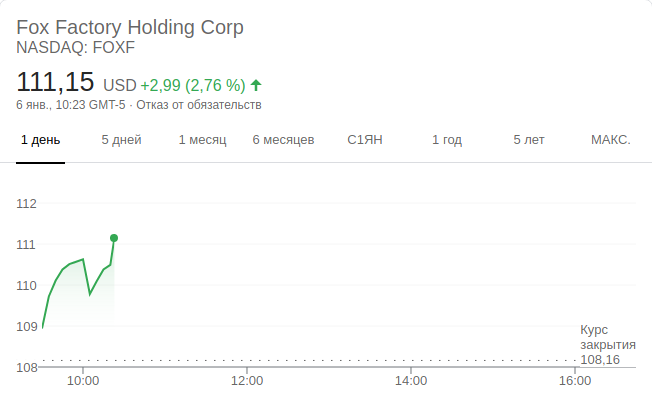 Fox Factory Holding Corp
NASDAQ: FOXF
111,15 USD +2,99 (2,76 %)
6 янв., 10:23 GMT-5 · Отказ от обязательств
1 день 5 дней 1 месяц 6 месяцев С1ЯН 1 год 5 лет МАКС.
112
111
110
109
Курс
закрытия
108,16
108
10:00 12:00 14:00 16:00